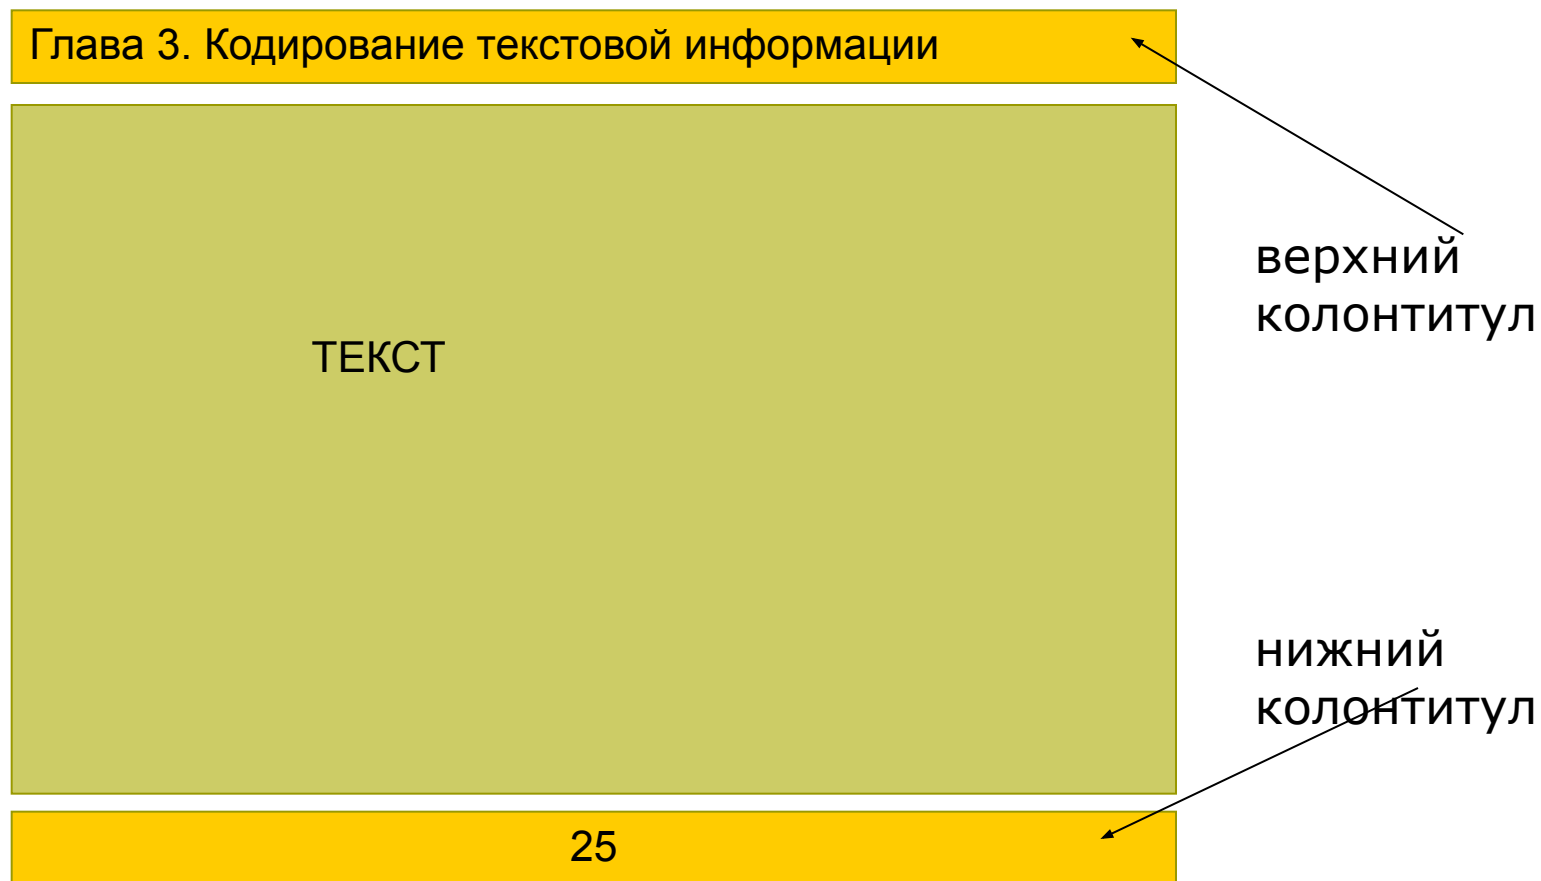 Глава 3. Кодирование текстовой информации
верхний
колонтитул
ТЕКСТ
нижний
колонтитул
25